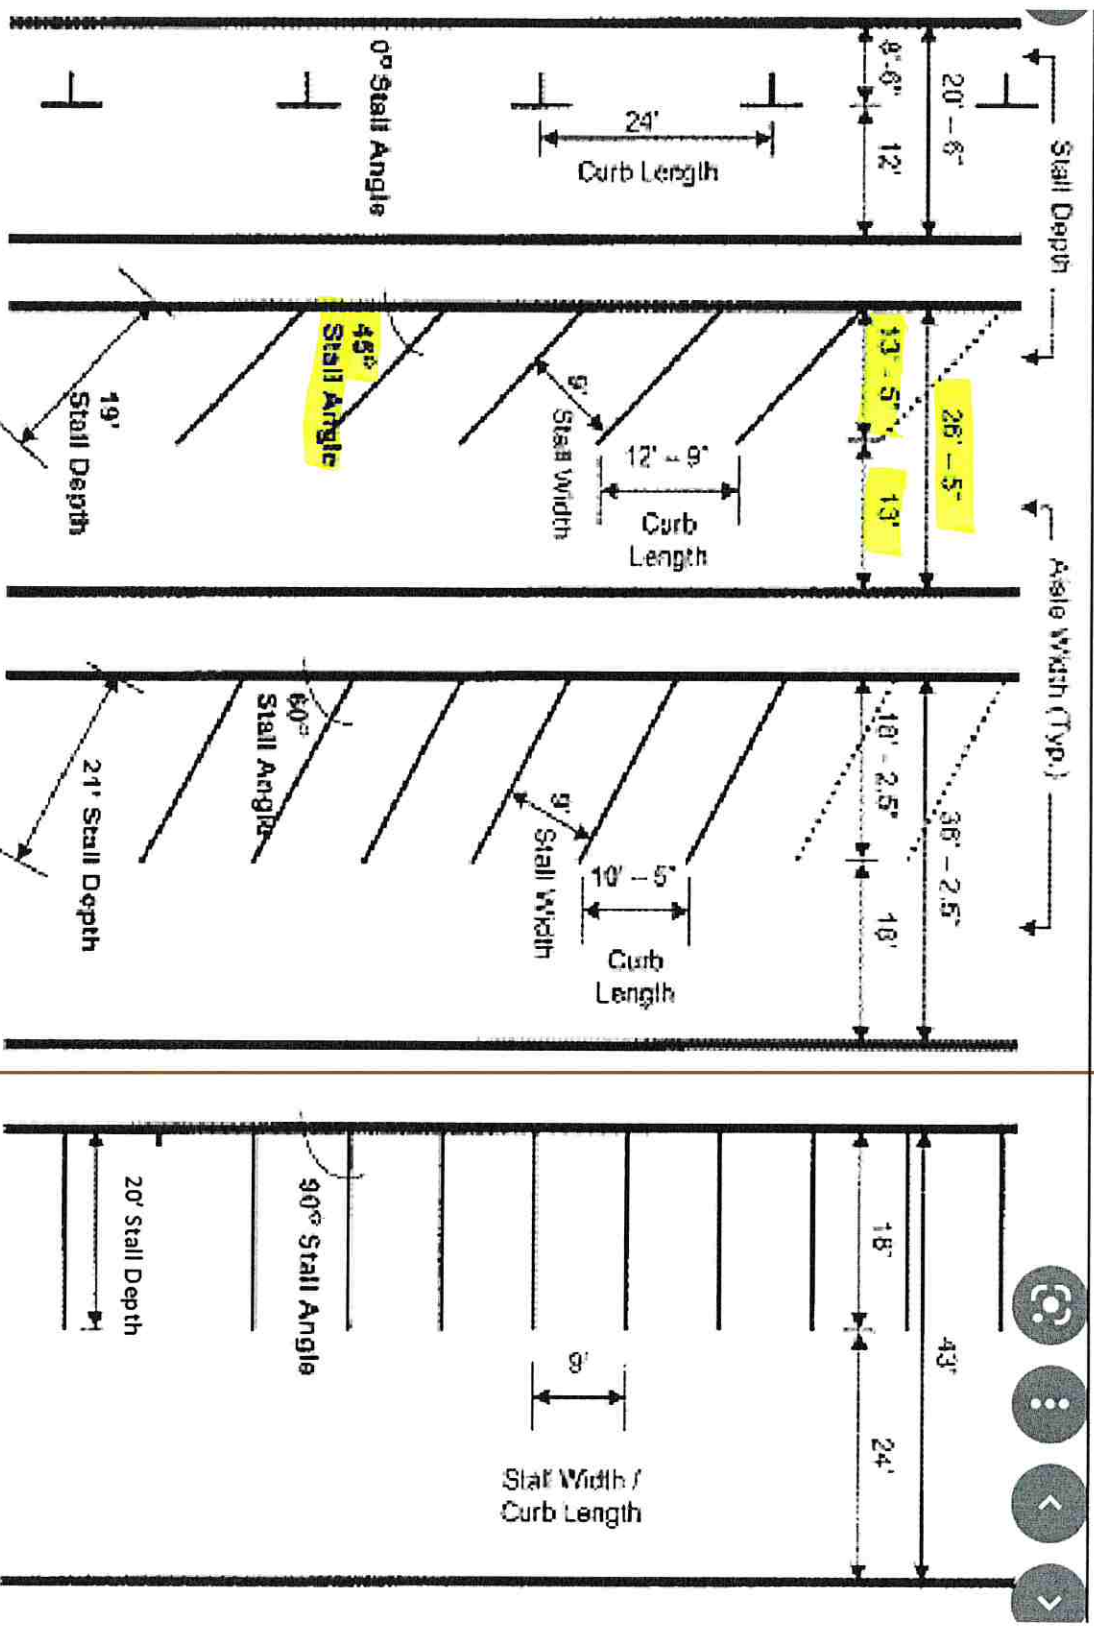 Stall Depth
Aisle Width (Typ.)
20' – 6"
8'-6"
12'
24'
Curb Length
0° Stall Angle
26' – 5"
13' – 5"
13'
12' – 9"
Curb
Length
9'
Stall Width
45°
Stall Angle
19'
Stall Depth
36' – 2.5"
18' – 2.5"
18'
10' – 5"
Curb
Length
9'
Stall Width
60°
Stall Angle
21' Stall Depth
43'
18'
24'
9'
Stall Width /
Curb Length
90° Stall Angle
20' Stall Depth